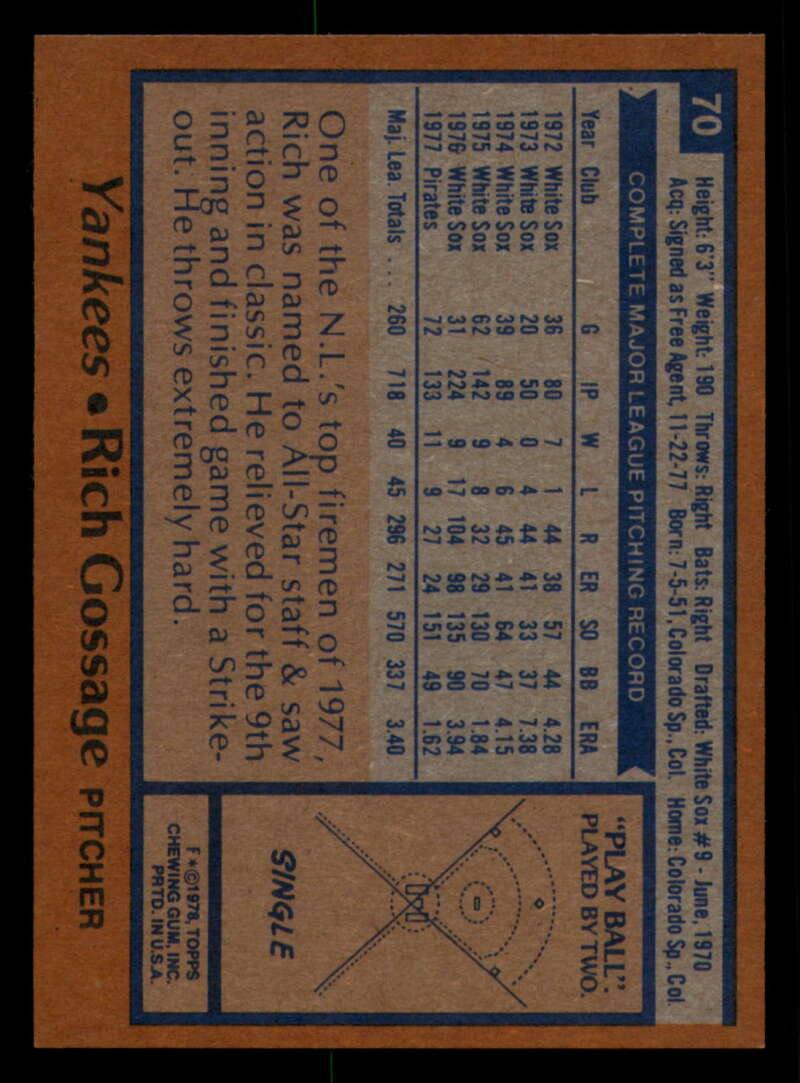 70
Height: 6'3" Weight: 190 Throws: Right Bats: Right Drafted: White Sox #9 - June, 1970
Acq: Signed as Free Agent, 11-22-77 Born: 7-5-51, Colorado Sp., Col. Home: Colorado Sp., Col.
COMPLETE MAJOR LEAGUE PITCHING RECORD
Year Club G IP W L R ER SO BB ERA
1972 White Sox 36 80 7 1 44 38 57 44 4.28
1973 White Sox 20 50 0 4 44 41 33 37 7.38
1974 White Sox 39 89 4 6 45 41 64 47 4.15
1975 White Sox 62 142 9 8 32 29 130 70 1.84
1976 White Sox 31 224 9 17 104 98 135 90 3.94
1977 Pirates 72 133 11 9 27 24 151 49 1.62
Maj. Lea. Totals ... 260 718 40 45 296 271 570 337 3.40
One of the N.L.'s top firemen of 1977,
Rich was named to All-Star staff & saw
action in classic. He relieved for the 9th
inning and finished game with a Strike-
out. He throws extremely hard.
"PLAY BALL".
PLAYED BY TWO.
SINGLE
F*©1978, TOPPS
CHEWING GUM, INC.
PRTD. IN U.S.A.
Yankees • Rich Gossage PITCHER